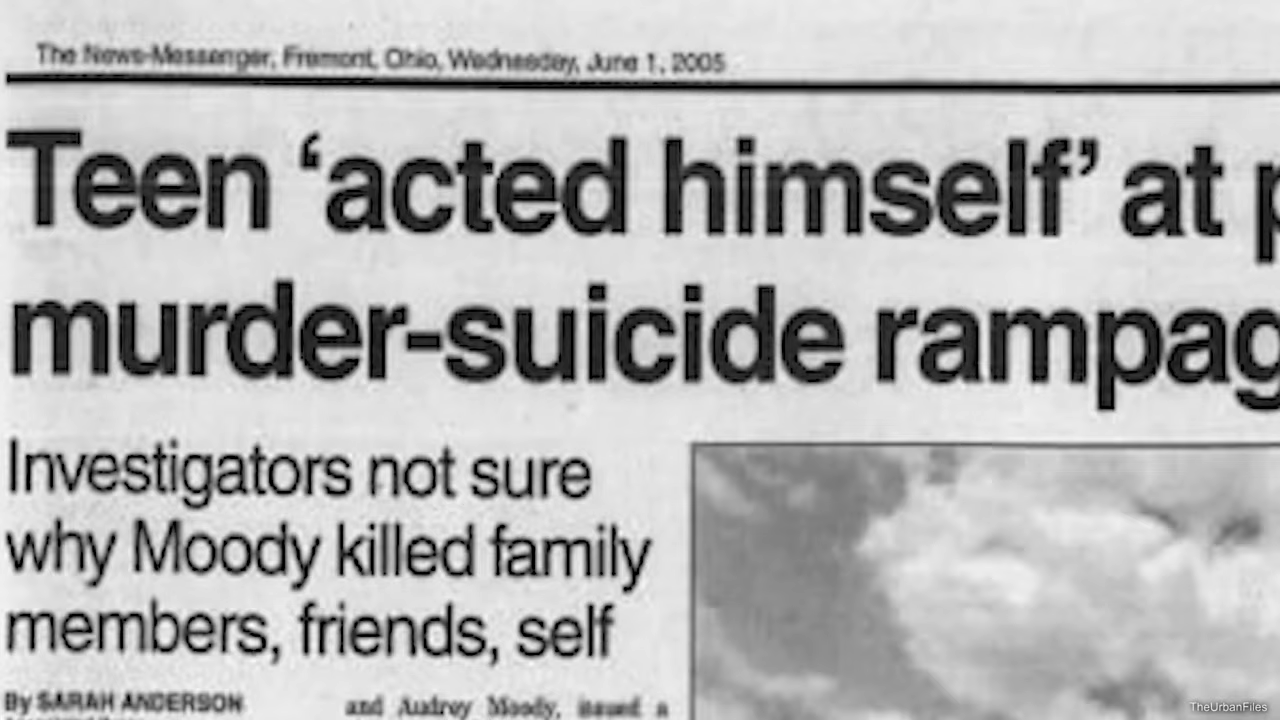 The News-Messenger, Fremont, Ohio, Wednesday, June 1, 2005
Teen ‘acted himself’ at p
murder-suicide rampag
Investigators not sure
why Moody killed family
members, friends, self
By SARAH ANDERSON
and Audrey Moody, issued a
TheUrbanFiles